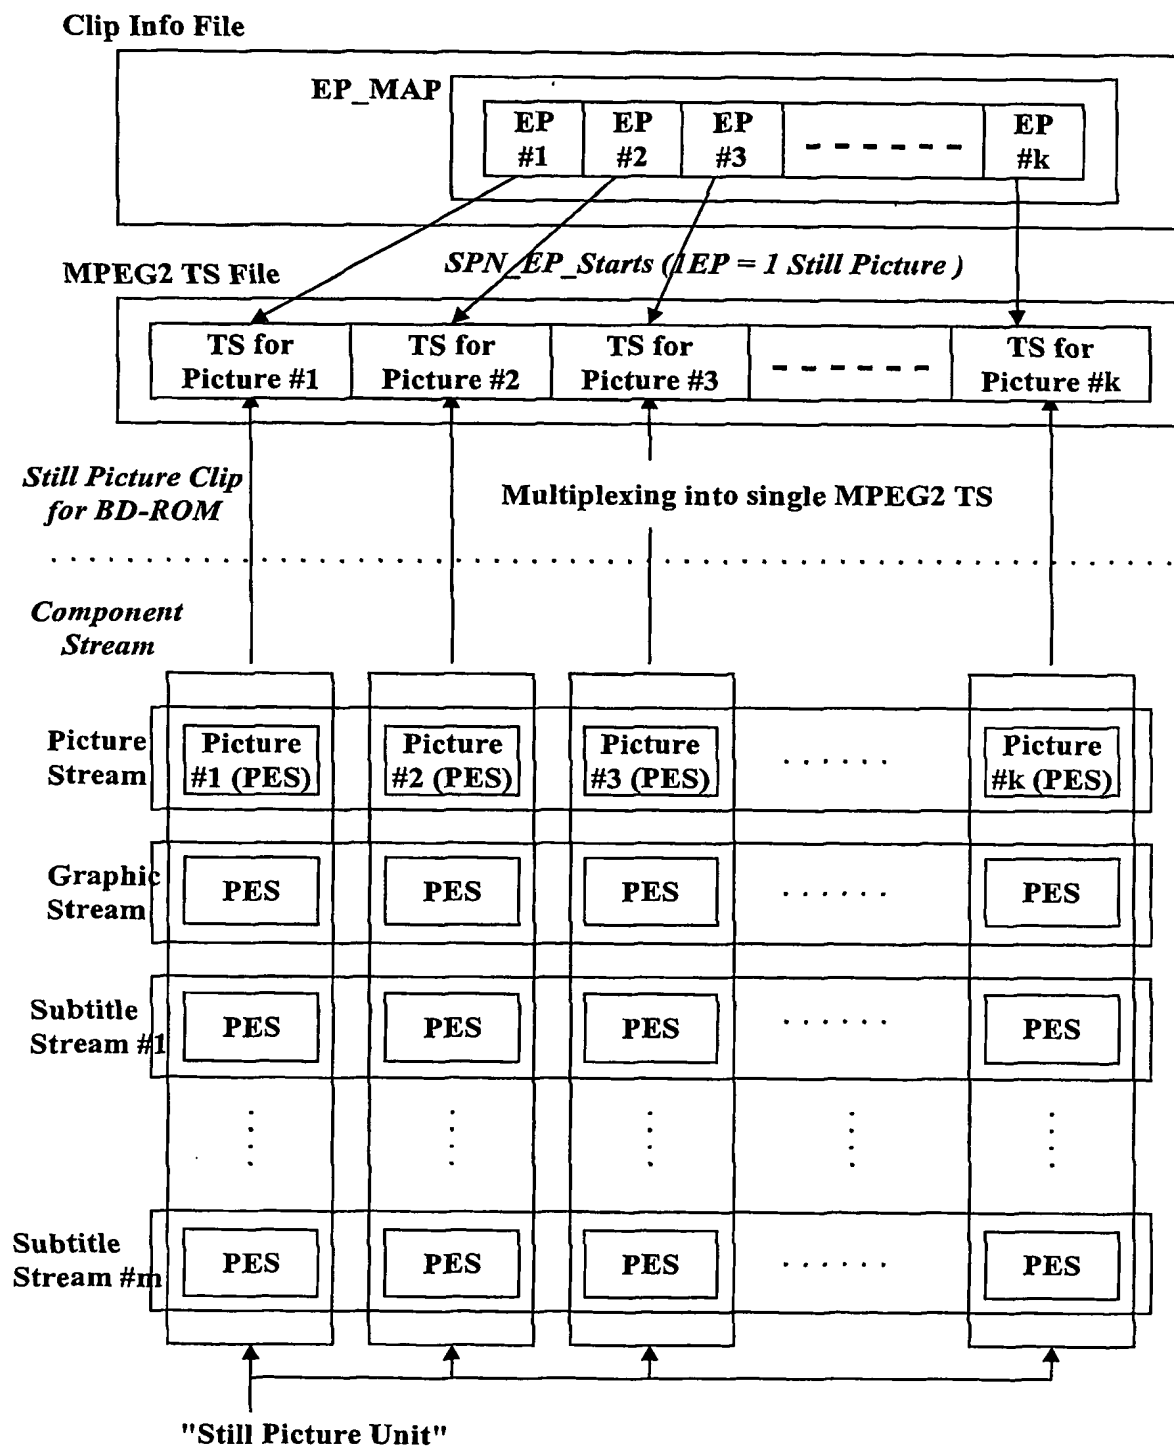 Clip Info File
EP_MAP
EP #1
EP #2
EP #3
EP #k
SPN_EP_Starts (1EP = 1 Still Picture )
MPEG2 TS File
TS for Picture #1
TS for Picture #2
TS for Picture #3
TS for Picture #k
Still Picture Clip
for BD-ROM
Multiplexing into single MPEG2 TS
Component
Stream
Picture
Stream
Picture #1 (PES)
Picture #2 (PES)
Picture #3 (PES)
Picture #k (PES)
Graphic
Stream
PES
PES
PES
PES
Subtitle
Stream #1
PES
PES
PES
PES
Subtitle
Stream #m
PES
PES
PES
PES
"Still Picture Unit"